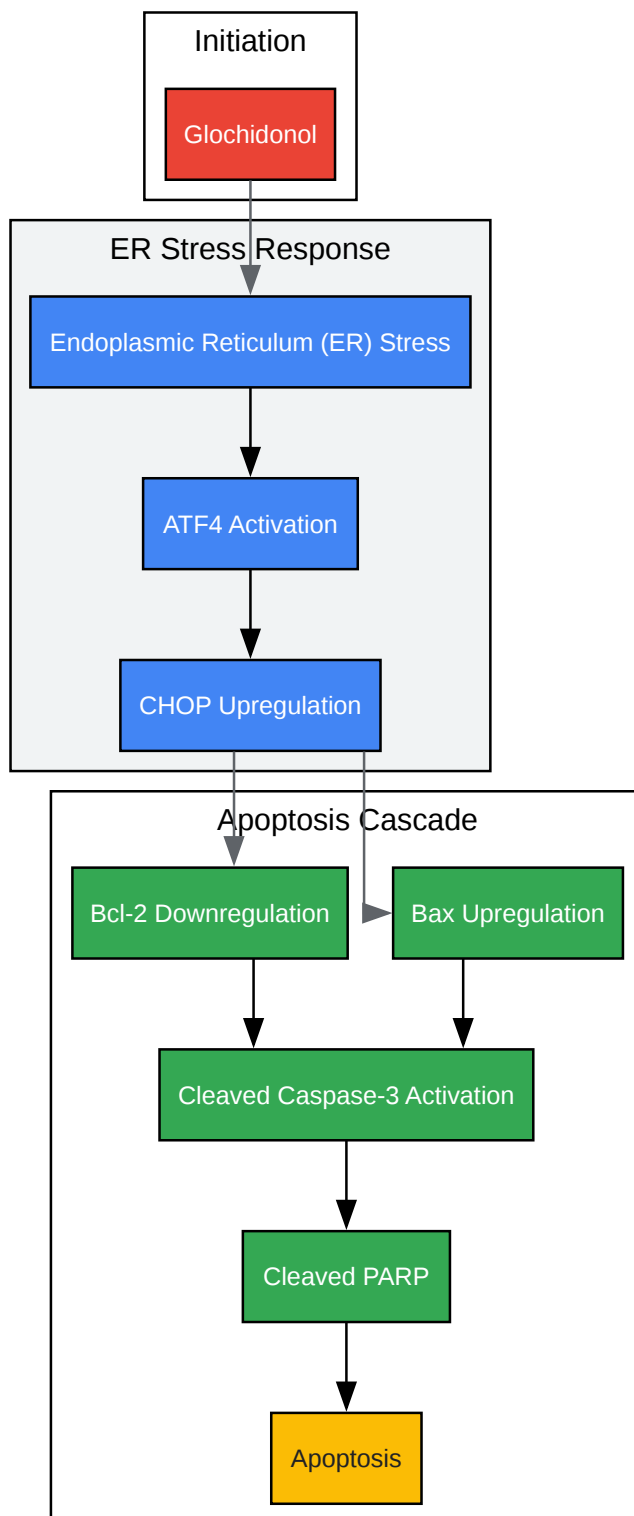 Initiation
Glochidonol
ER Stress Response
Endoplasmic Reticulum (ER) Stress
ATF4 Activation
CHOP Upregulation
Apoptosis Cascade
Bcl-2 Downregulation
Bax Upregulation
Cleaved Caspase-3 Activation
Cleaved PARP
Apoptosis